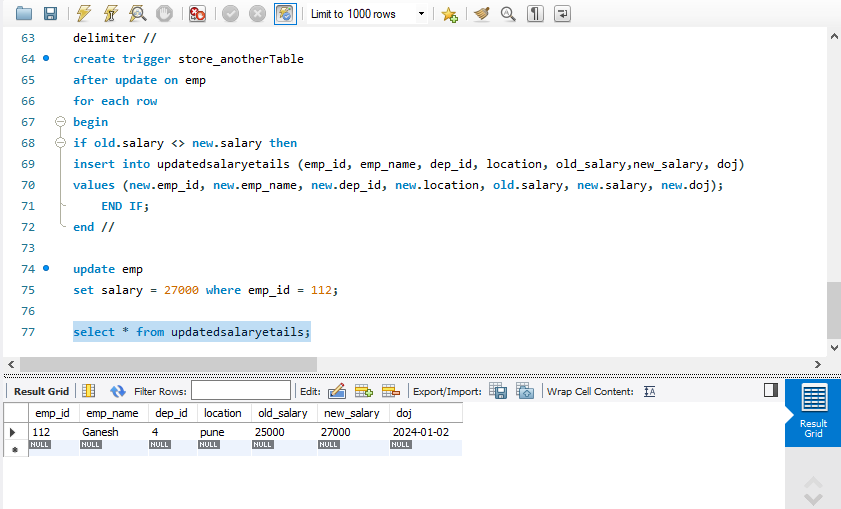 Limit to 1000 rows
63 delimiter //
64 create trigger store_anotherTable
65 after update on emp
66 for each row
67 begin
68 if old.salary <> new.salary then
69 insert into updatedsalaryetails (emp_id, emp_name, dep_id, location, old_salary,new_salary, doj)
70 values (new.emp_id, new.emp_name, new.dep_id, new.location, old.salary, new.salary, new.doj);
71 END IF;
72 end //
73
74 update emp
75 set salary = 27000 where emp_id = 112;
76
77 select * from updatedsalaryetails;
Result Grid Filter Rows: Edit: Export/Import: Wrap Cell Content: IA
emp_id emp_name dep_id location old_salary new_salary doj
112 Ganesh 4 pune 25000 27000 2024-01-02
NULL NULL NULL NULL NULL NULL NULL
Result
Grid